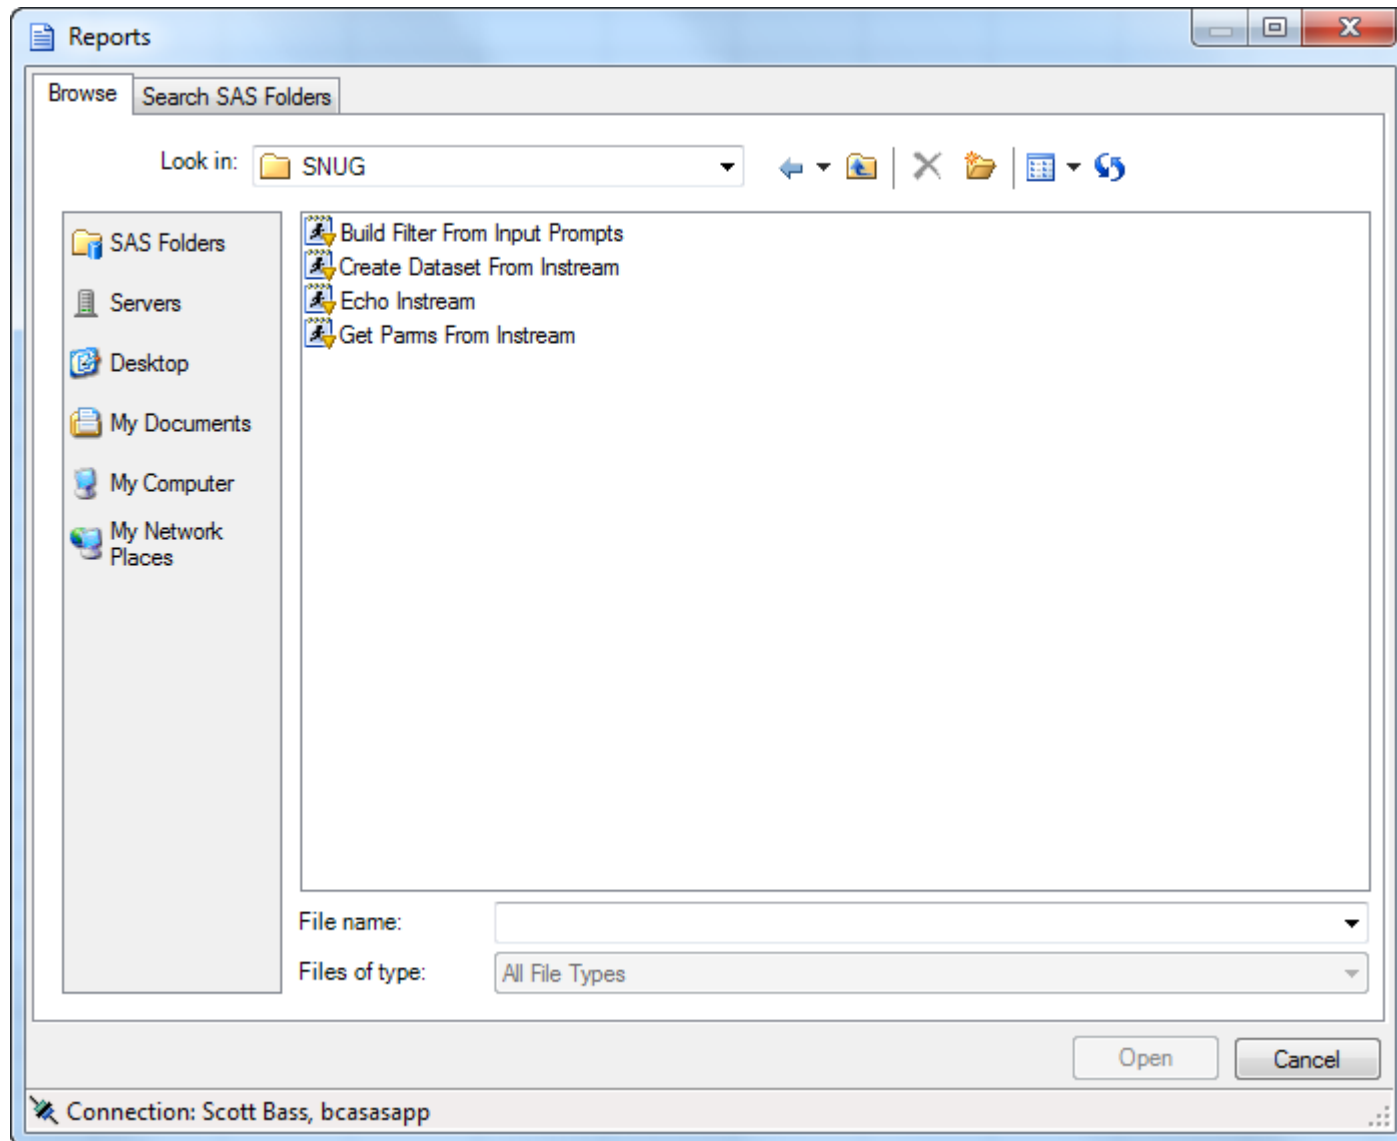 Reports
Browse
Search SAS Folders
Look in:
SNUG
SAS Folders
Servers
Desktop
My Documents
My Computer
My Network
Places
Build Filter From Input Prompts
Create Dataset From Instream
Echo Instream
Get Parms From Instream
File name:
Files of type:
All File Types
Open
Cancel
Connection: Scott Bass, bcasasapp